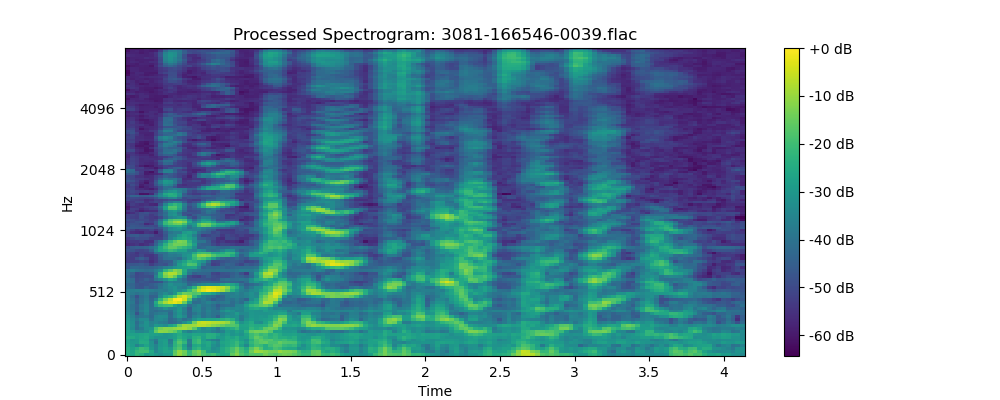 Processed Spectrogram: 3081-166546-0039.flac
Hz
4096
2048
1024
512
0
0 0.5 1 1.5 2 2.5 3 3.5 4
Time
+0 dB
-10 dB
-20 dB
-30 dB
-40 dB
-50 dB
-60 dB